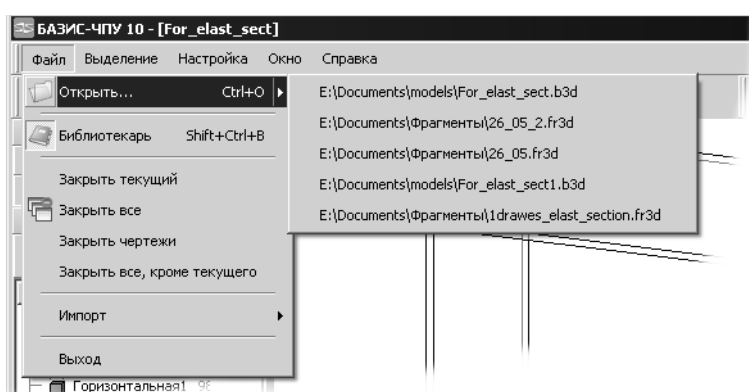 БАЗИС-ЧПУ 10 - [For_elast_sect]
Файл Выделение Настройка Окно Справка
Открыть... Ctrl+O
Библиотекарь Shift+Ctrl+B
Закрыть текущий
Закрыть все
Закрыть чертежи
Закрыть все, кроме текущего
Импорт
Выход
E:\Documents\models\For_elast_sect.b3d
E:\Documents\Фрагменты\26_05_2.fr3d
E:\Documents\Фрагменты\26_05.fr3d
E:\Documents\models\For_elast_sect1.b3d
E:\Documents\Фрагменты\1drawes_elast_section.fr3d
Горизонтальная1